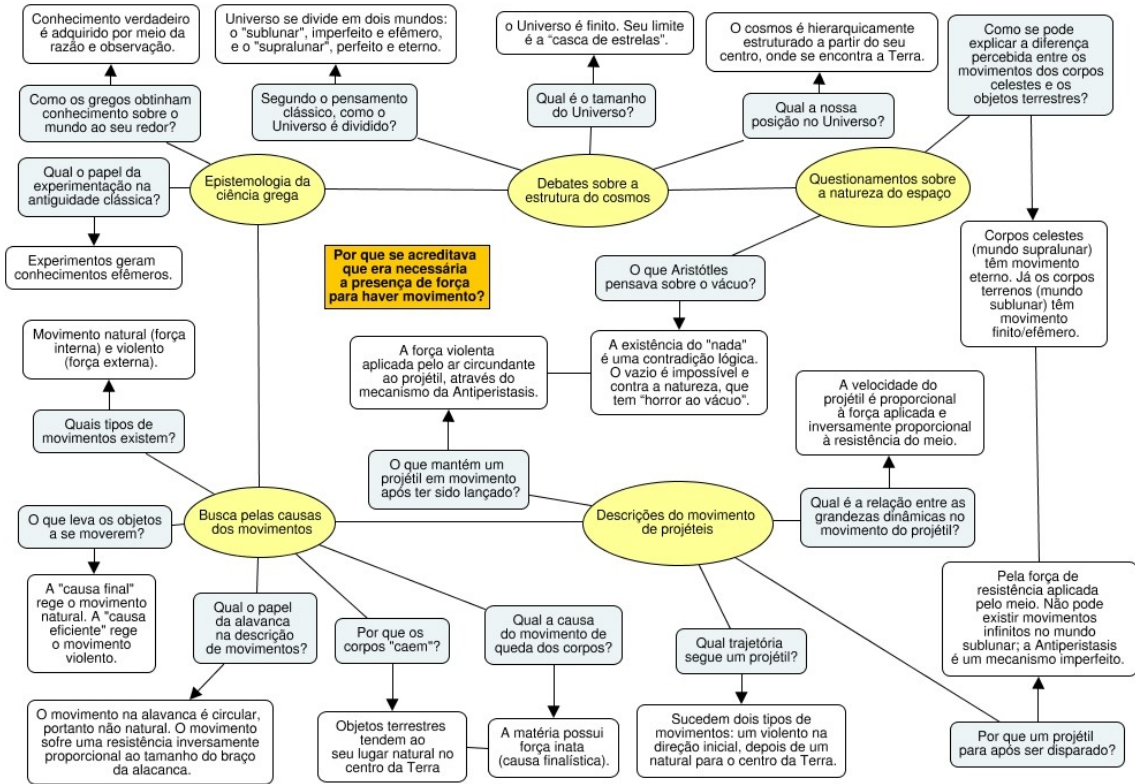 Conhecimento verdadeiro
é adquirido por meio da
razão e observação.
Universo se divide em dois mundos:
o "sublunar", imperfeito e efêmero,
e o "supralunar", perfeito e eterno.
o Universo é finito. Seu limite
é a “casca de estrelas”.
O cosmos é hierarquicamente
estruturado a partir do seu
centro, onde se encontra a Terra.
Como se pode
explicar a diferença
percebida entre os
movimentos dos corpos
celestes e os
objetos terrestres?
Como os gregos obtinham
conhecimento sobre o
mundo ao seu redor?
Segundo o pensamento
clássico, como o
Universo é dividido?
Qual é o tamanho
do Universo?
Qual a nossa
posição no Universo?
Qual o papel da
experimentação na
antiguidade clássica?
Epistemologia da
ciência grega
Debates sobre a
estrutura do cosmos
Questionamentos sobre
a natureza do espaço
Experimentos geram
conhecimentos efêmeros.
Por que se acreditava
que era necessária
a presença de força
para haver movimento?
O que Aristótles
pensava sobre o vácuo?
Corpos celestes
(mundo supralunar)
têm movimento
eterno. Já os corpos
terrenos (mundo
sublunar) têm
movimento
finito/efêmero.
Movimento natural (força
interna) e violento
(força externa).
A força violenta
aplicada pelo ar circundante
ao projétil, através do
mecanismo da Antiperistasis.
A existência do "nada"
é uma contradição lógica.
O vazio é impossível e
contra a natureza, que
tem “horror ao vácuo”.
A velocidade do
projétil é proporcional
à força aplicada e
inversamente proporcional
à resistência do meio.
Quais tipos de
movimentos existem?
O que mantém um
projétil em movimento
após ter sido lançado?
Qual é a relação entre as
grandezas dinâmicas no
movimento do projétil?
O que leva os objetos
a se moverem?
Busca pelas causas
dos movimentos
Descrições do movimento
de projéteis
A "causa final"
rege o movimento
natural. A "causa
eficiente" rege
o movimento
violento.
Qual o papel
da alavanca
na descrição
de movimentos?
Por que os
corpos "caem"?
Qual a causa
do movimento de
queda dos corpos?
Qual trajetória
segue um projétil?
Pela força de
resistência aplicada
pelo meio. Não pode
existir movimentos
infinitos no mundo
sublunar; a Antiperistasis
é um mecanismo imperfeito.
O movimento na alavanca é circular,
portanto não natural. O movimento
sofre uma resistência inversamente
proporcional ao tamanho do braço
da alacanca.
Objetos terrestres
tendem ao
seu lugar natural no
centro da Terra
A matéria possui
força inata
(causa finalística).
Sucedem dois tipos de
movimentos: um violento na
direção inicial, depois de um
natural para o centro da Terra.
Por que um projétil
para após ser disparado?